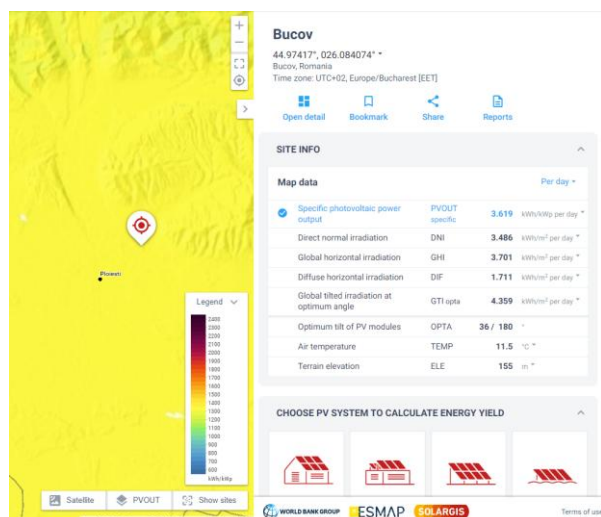 Ploiesti
Legend
2400
2300
2200
2100
2000
1900
1800
1700
1600
1500
1400
1300
1200
1100
1000
900
800
700
600
kWh/kWp
Satellite
PVOUT
Show sites
Bucov
44.97417°, 026.084074°
Bucov, Romania
Time zone: UTC+02, Europe/Bucharest [EET]
Open detail Bookmark Share Reports
SITE INFO
Map data Per day
Specific photovoltaic power output PVOUT specific 3.619 kWh/kWp per day
Direct normal irradiation DNI 3.486 kWh/m² per day
Global horizontal irradiation GHI 3.701 kWh/m² per day
Diffuse horizontal irradiation DIF 1.711 kWh/m² per day
Global tilted irradiation at optimum angle GTI opta 4.359 kWh/m² per day
Optimum tilt of PV modules OPTA 36 / 180 °
Air temperature TEMP 11.5 °C
Terrain elevation ELE 155 m
CHOOSE PV SYSTEM TO CALCULATE ENERGY YIELD
WORLD BANK GROUP ESMAP SOLARGIS Terms of use